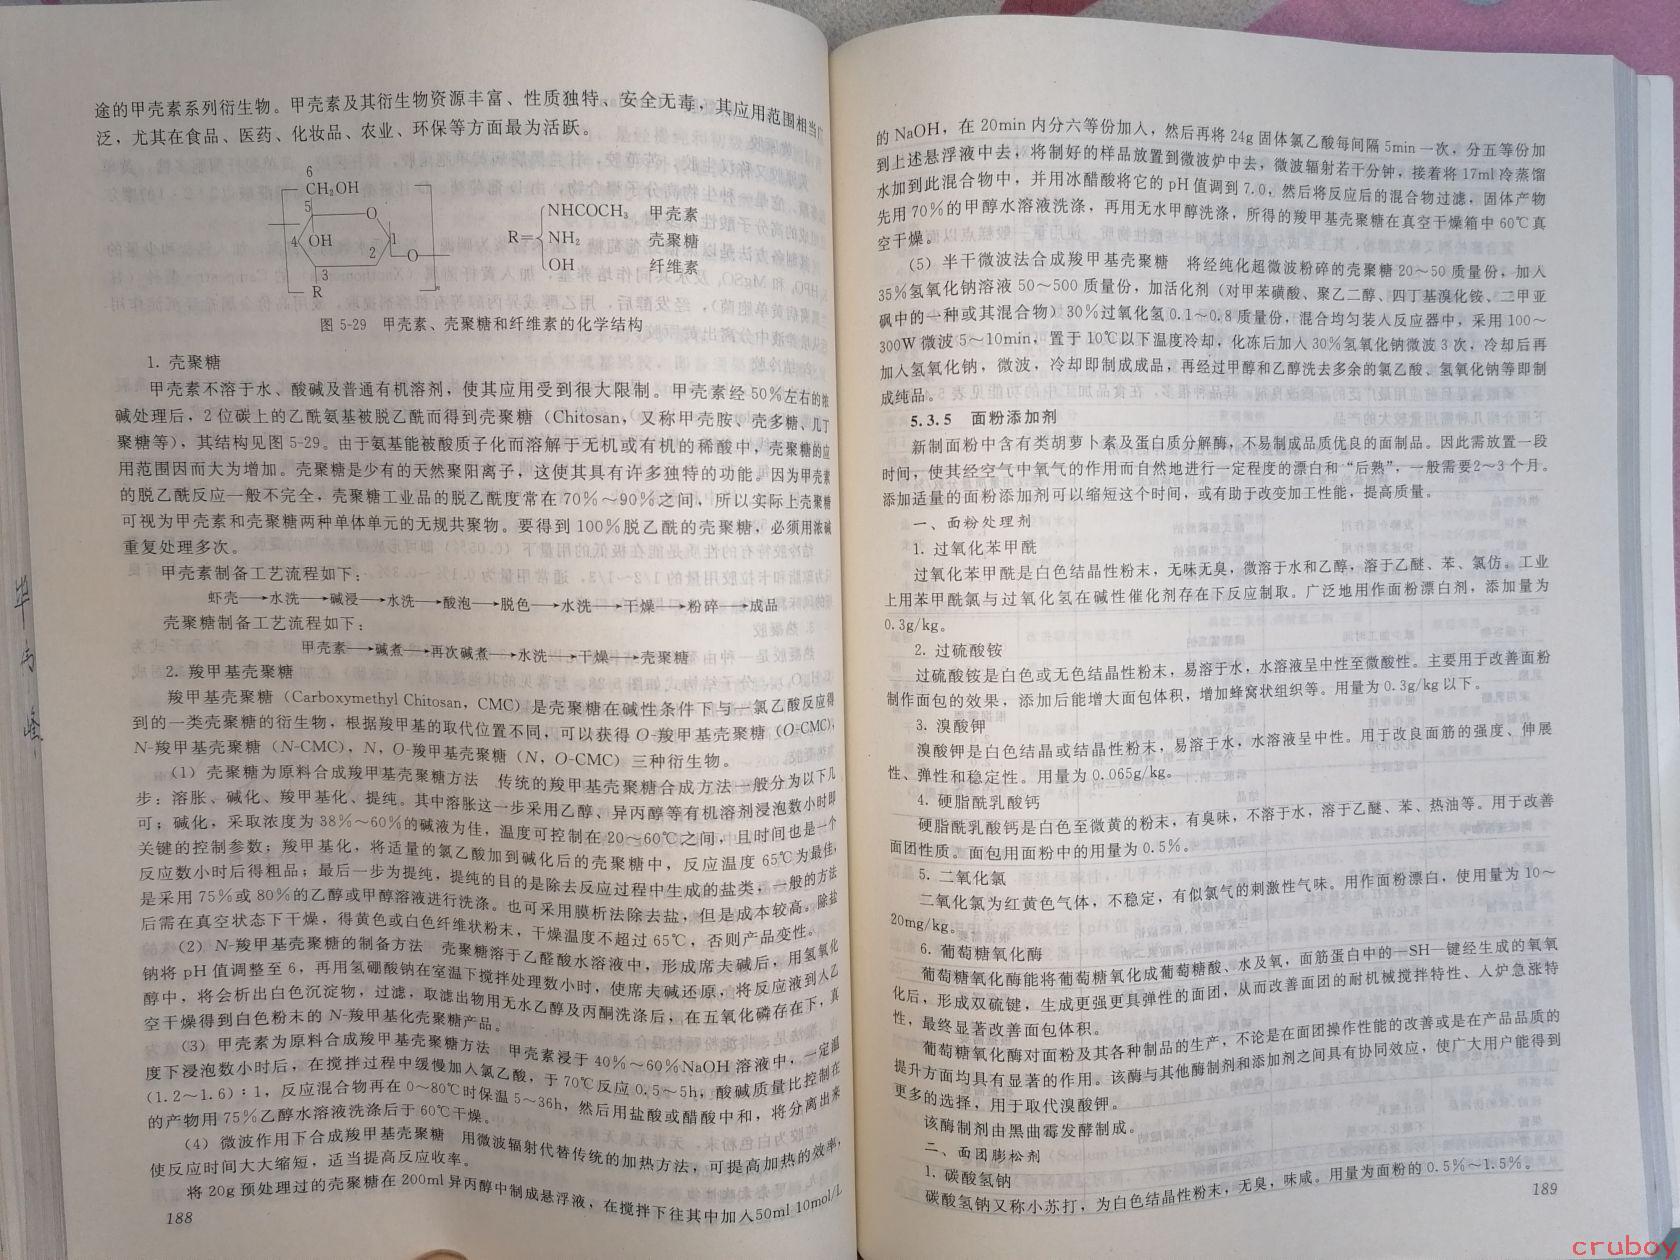 途的甲壳素系列衍生物。甲壳素及其衍生物资源丰富、性质独特、安全无毒，其应用范围相当广
泛，尤其在食品、医药、化妆品、农业、环保等方面最为活跃。
6
CH₂OH
5
O
4
OH
1
2
O
3
R
n
R=
NHCOCH₃ 甲壳素
NH₂ 壳聚糖
OH 纤维素
图 5-29 甲壳素、壳聚糖和纤维素的化学结构
1. 壳聚糖
甲壳素不溶于水、酸碱及普通有机溶剂，使其应用受到很大限制。甲壳素经 50%左右的浓
碱处理后，2 位碳上的乙酰氨基被脱乙酰而得到壳聚糖（Chitosan，又称甲壳胺、壳多糖、几丁
聚糖等），其结构见图 5-29。由于氨基能被酸质子化而溶解于无机或有机的稀酸中，壳聚糖的应
用范围因而大为增加。壳聚糖是少有的天然聚阳离子，这使其具有许多独特的功能。因为甲壳素
的脱乙酰反应一般不完全，壳聚糖工业品的脱乙酰度常在 70%～90%之间，所以实际上壳聚糖
可视为甲壳素和壳聚糖两种单体单元的无规共聚物。要得到 100%脱乙酰的壳聚糖，必须用浓碱
重复处理多次。
甲壳素制备工艺流程如下：
虾壳→水洗→碱浸→水洗→酸泡→脱色→水洗→干燥→粉碎→成品
壳聚糖制备工艺流程如下：
甲壳素→碱煮→再次碱煮→水洗→干燥→壳聚糖
2. 羧甲基壳聚糖
羧甲基壳聚糖（Carboxymethyl Chitosan，CMC）是壳聚糖在碱性条件下与一氯乙酸反应得
到的一类壳聚糖的衍生物，根据羧甲基的取代位置不同，可以获得 O-羧甲基壳聚糖（O-CMC），
N-羧甲基壳聚糖（N-CMC），N，O-羧甲基壳聚糖（N，O-CMC）三种衍生物。
（1）壳聚糖为原料合成羧甲基壳聚糖方法 传统的羧甲基壳聚糖合成方法一般分为以下几
步：溶胀、碱化、羧甲基化、提纯。其中溶胀这一步采用乙醇、异丙醇等有机溶剂浸泡数小时即
可；碱化，采取浓度为 38%～60%的碱液为佳，温度可控制在 20～60℃之间，且时间也是一个
关键的控制参数；羧甲基化，将适量的氯乙酸加到碱化后的壳聚糖中，反应温度 65℃为最佳，
反应数小时后得粗品；最后一步为提纯，提纯的目的是除去反应过程中生成的盐类，一般的方法
是采用 75%或 80%的乙醇或甲醇溶液进行洗涤。也可采用膜析法除去盐，但是成本较高。除盐
后需在真空状态下干燥，得黄色或白色纤维状粉末，干燥温度不超过 65℃，否则产品变性。
（2）N-羧甲基壳聚糖的制备方法 壳聚糖溶于乙醛酸水溶液中，形成席夫碱后，用氢氧化
钠将 pH 值调整至 6，再用氢硼酸钠在室温下搅拌处理数小时，使席夫碱还原，将反应液到入乙
醇中，将会析出白色沉淀物，过滤，取滤出物用无水乙醇及丙酮洗涤后，在五氧化磷存在下，真
空干燥得到白色粉末的 N-羧甲基化壳聚糖产品。
（3）甲壳素为原料合成羧甲基壳聚糖方法 甲壳素浸于 40%～60%NaOH 溶液中，一定温
度下浸泡数小时后，在搅拌过程中缓慢加入氯乙酸，于 70℃反应 0.5～5h，酸碱质量比控制在
(1.2～1.6)：1，反应混合物再在 0～80℃时保温 5～36h，然后用盐酸或醋酸中和，将分离出来
的产物用 75%乙醇水溶液洗涤后于 60℃干燥。
（4）微波作用下合成羧甲基壳聚糖 用微波辐射代替传统的加热方法，可提高加热的效率，
使反应时间大大缩短，适当提高反应收率。
将 20g 预处理过的壳聚糖在 200ml 异丙醇中制成悬浮液，在搅拌下往其中加入50ml 10mol/L
188
的 NaOH，在 20min 内分六等份加入，然后再将 24g 固体氯乙酸每间隔 5min 一次，分五等份加
到上述悬浮液中去，将制好的样品放置到微波炉中去，微波辐射若干分钟，接着将 17ml 冷蒸馏
水加到此混合物中，并用冰醋酸将它的 pH 值调到 7.0，然后将反应后的混合物过滤，固体产物
先用 70%的甲醇水溶液洗涤，再用无水甲醇洗涤，所得的羧甲基壳聚糖在真空干燥箱中 60℃真
空干燥。
（5）半干微波法合成羧甲基壳聚糖 将经纯化超微波粉碎的壳聚糖 20～50 质量份，加入
35%氢氧化钠溶液 50～500 质量份，加活化剂（对甲苯磺酸、聚乙二醇、四丁基溴化铵、二甲亚
砜中的一种或其混合物）30%过氧化氢 0.1～0.8 质量份，混合均匀装入反应器中，采用 100～
300W 微波 5～10min，置于 10℃以下温度冷却，化冻后加入 30%氢氧化钠微波 3 次，冷却后再
加入氢氧化钠，微波，冷却即制成成品，再经过甲醇和乙醇洗去多余的氯乙酸、氢氧化钠等即制
成纯品。
5.3.5 面粉添加剂
新制面粉中含有类胡萝卜素及蛋白质分解酶，不易制成品质优良的面制品。因此需放置一段
时间，使其经空气中氧气的作用而自然地进行一定程度的漂白和“后熟”，一般需要2～3 个月。
添加适量的面粉添加剂可以缩短这个时间，或有助于改变加工性能，提高质量。
一、面粉处理剂
1. 过氧化苯甲酰
过氧化苯甲酰是白色结晶性粉末，无味无臭，微溶于水和乙醇，溶于乙醚、苯、氯仿。工业
上用苯甲酰氯与过氧化氢在碱性催化剂存在下反应制取。广泛地用作面粉漂白剂，添加量为
0.3g/kg。
2. 过硫酸铵
过硫酸铵是白色或无色结晶性粉末，易溶于水，水溶液呈中性至微酸性。主要用于改善面粉
制作面包的效果，添加后能增大面包体积，增加蜂窝状组织等。用量为 0.3g/kg 以下。
3. 溴酸钾
溴酸钾是白色结晶或结晶性粉末，易溶于水，水溶液呈中性。用于改良面筋的强度、伸展
性、弹性和稳定性。用量为 0.065g/kg。
4. 硬脂酰乳酸钙
硬脂酰乳酸钙是白色至微黄的粉末，有臭味，不溶于水，溶于乙醚、苯、热油等。用于改善
面团性质。面包用面粉中的用量为 0.5%。
5. 二氧化氯
二氧化氯为红黄色气体，不稳定，有似氯气的刺激性气味。用作面粉漂白，使用量为 10～
20mg/kg。
6. 葡萄糖氧化酶
葡萄糖氧化酶能将葡萄糖氧化成葡萄糖酸、水及氧，面筋蛋白中的—SH—键经生成的氧氧
化后，形成双硫键，生成更强更具弹性的面团，从而改善面团的耐机械搅拌特性、入炉急涨特
性，最终显著改善面包体积。
葡萄糖氧化酶对面粉及其各种制品的生产，不论是在面团操作性能的改善或是在产品品质的
提升方面均具有显著的作用。该酶与其他酶制剂和添加剂之间具有协同效应，使广大用户能得到
更多的选择，用于取代溴酸钾。
该酶制剂由黑曲霉发酵制成。
二、面团膨松剂
1. 碳酸氢钠
碳酸氢钠又称小苏打，为白色结晶性粉末，无臭，味咸。用量为面粉的 0.5%～1.5%。
189
cruboy